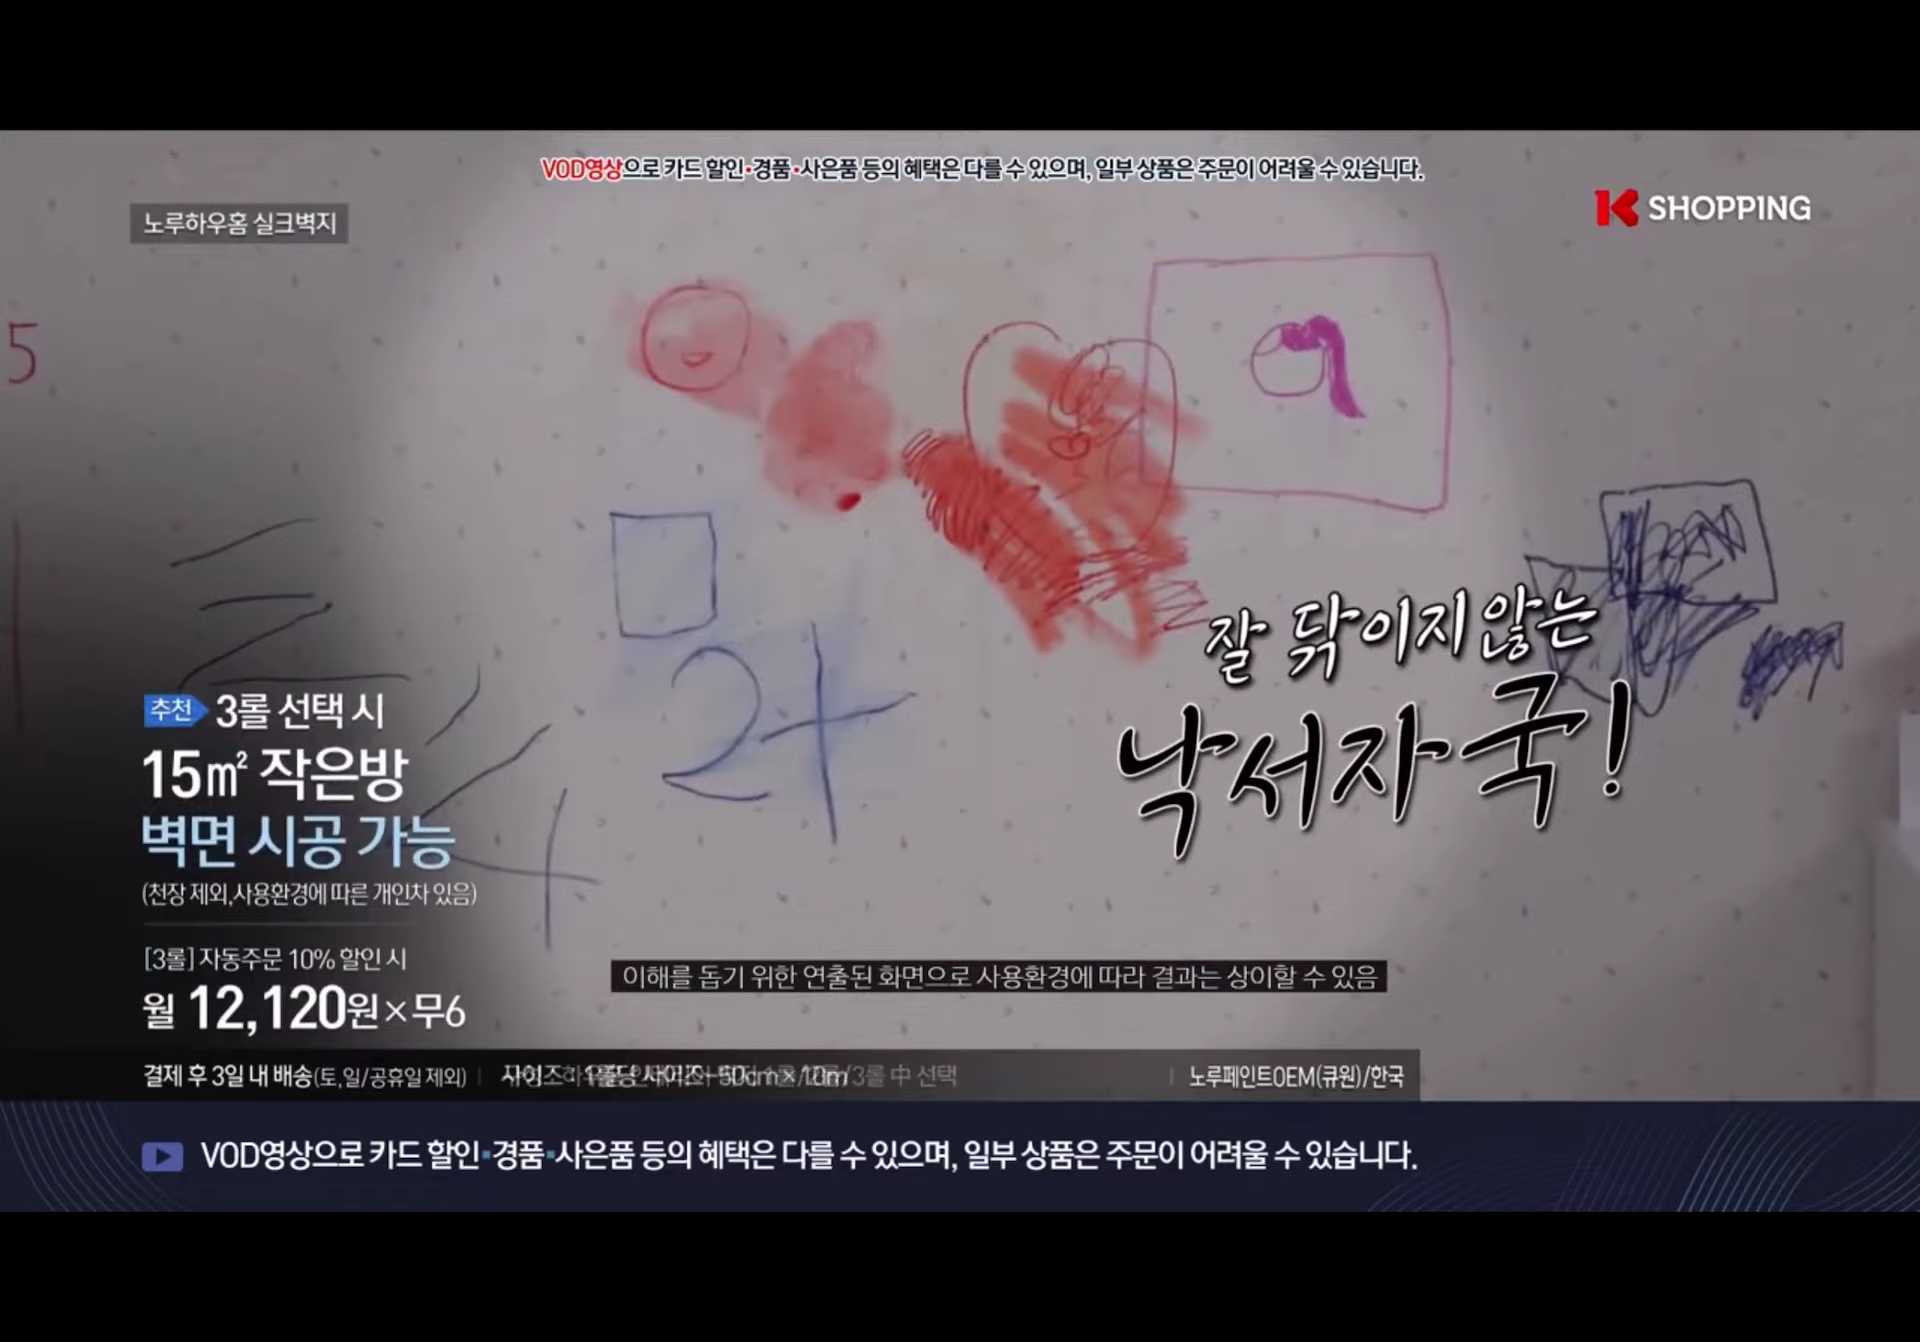 VOD영상으로 카드 할인•경품•사은품 등의 혜택은 다를 수 있으며, 일부 상품은 주문이 어려울 수 있습니다.
노루하우홈 실크벽지
K SHOPPING
5
24
잘 닦이지 않는
낙서자국!
추천 3롤 선택 시
15㎡ 작은방
벽면 시공 가능
(천장 제외,사용환경에 따른 개인차 있음)
[3롤] 자동주문 10% 할인 시
월 12,120원×무6
이해를 돕기 위한 연출된 화면으로 사용환경에 따라 결과는 상이할 수 있음
결제 후 3일 내 배송(토,일/공휴일 제외)
/3롤 中 선택
노루페인트OEM(큐원)/한국
VOD영상으로 카드 할인•경품•사은품 등의 혜택은 다를 수 있으며, 일부 상품은 주문이 어려울 수 있습니다.